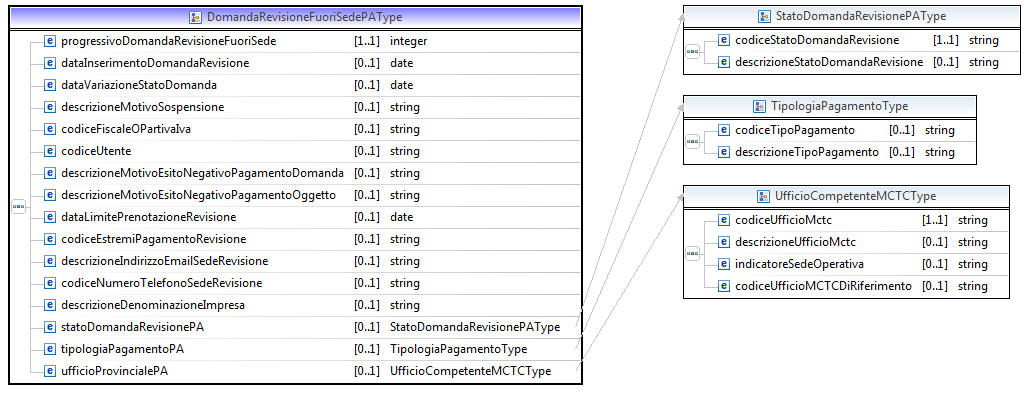 DomandaRevisioneFuoriSedePAType
progressivoDomandaRevisioneFuoriSede [1..1] integer
dataInserimentoDomandaRevisione [0..1] date
dataVariazioneStatoDomanda [0..1] date
descrizioneMotivoSospensione [0..1] string
codiceFiscaleOPartivaIva [0..1] string
codiceUtente [0..1] string
descrizioneMotivoEsitoNegativoPagamentoDomanda [0..1] string
descrizioneMotivoEsitoNegativoPagamentoOggetto [0..1] string
dataLimitePrenotazioneRevisione [0..1] date
codiceEstremiPagamentoRevisione [0..1] string
descrizioneIndirizzoEmailSedeRevisione [0..1] string
codiceNumeroTelefonoSedeRevisione [0..1] string
descrizioneDenominazioneImpresa [0..1] string
statoDomandaRevisionePA [0..1] StatoDomandaRevisionePAType
tipologiaPagamentoPA [0..1] TipologiaPagamentoType
ufficioProvincialePA [0..1] UfficioCompetenteMCTCType
StatoDomandaRevisionePAType
codiceStatoDomandaRevisione [1..1] string
descrizioneStatoDomandaRevisione [0..1] string
TipologiaPagamentoType
codiceTipoPagamento [0..1] string
descrizioneTipoPagamento [0..1] string
UfficioCompetenteMCTCType
codiceUfficioMctc [1..1] string
descrizioneUfficioMctc [0..1] string
indicatoreSedeOperativa [0..1] string
codiceUfficioMCTCDiRiferimento [0..1] string